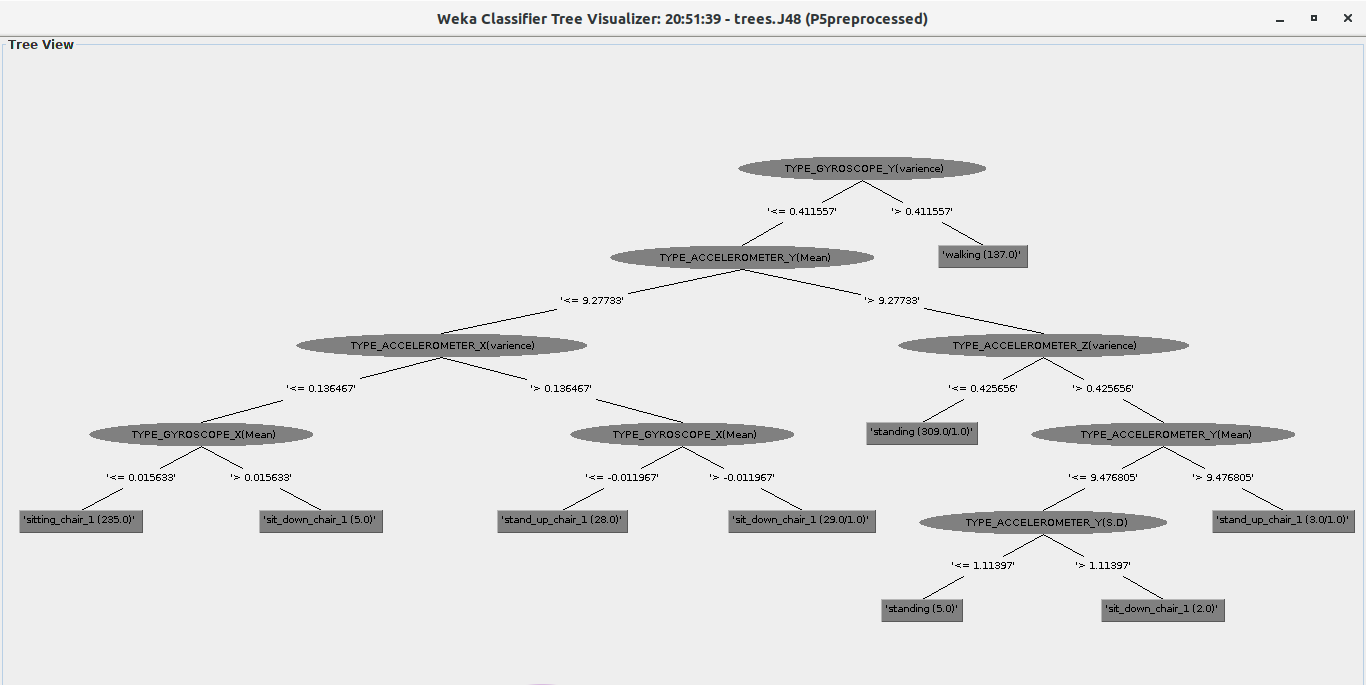 Weka Classifier Tree Visualizer: 20:51:39 - trees.J48 (P5preprocessed)
Tree View
TYPE_GYROSCOPE_Y(varience)
'<= 0.411557' '> 0.411557'
TYPE_ACCELEROMETER_Y(Mean) 'walking (137.0)'
'<= 9.27733' '> 9.27733'
TYPE_ACCELEROMETER_X(varience) TYPE_ACCELEROMETER_Z(varience)
'<= 0.136467' '> 0.136467' '<= 0.425656' '> 0.425656'
TYPE_GYROSCOPE_X(Mean) TYPE_GYROSCOPE_X(Mean) 'standing (309.0/1.0)' TYPE_ACCELEROMETER_Y(Mean)
'<= 0.015633' '> 0.015633' '<= -0.011967' '> -0.011967' '<= 9.476805' '> 9.476805'
'sitting_chair_1 (235.0)' 'sit_down_chair_1 (5.0)' 'stand_up_chair_1 (28.0)' 'sit_down_chair_1 (29.0/1.0)' TYPE_ACCELEROMETER_Y(S.D) 'stand_up_chair_1 (3.0/1.0)'
'<= 1.11397' '> 1.11397'
'standing (5.0)' 'sit_down_chair_1 (2.0)'